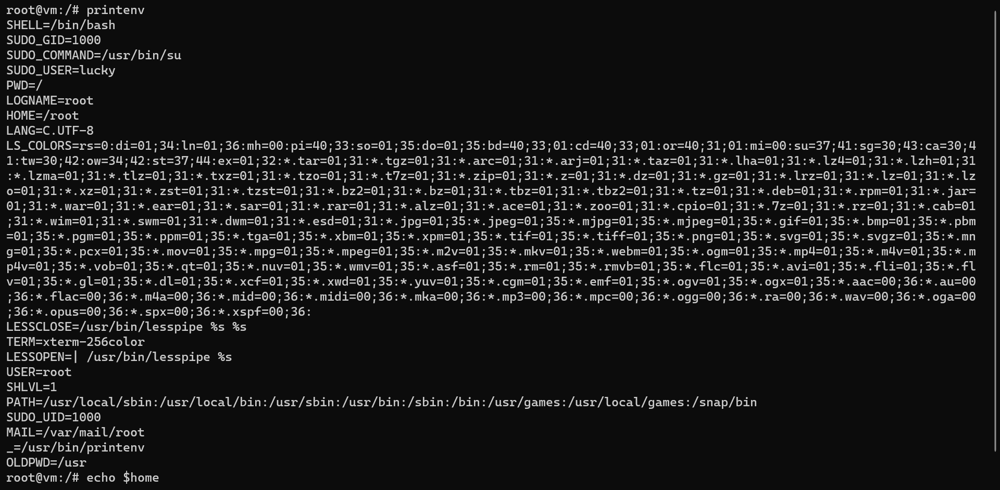 root@vm:/# printenv
SHELL=/bin/bash
SUDO_GID=1000
SUDO_COMMAND=/usr/bin/su
SUDO_USER=lucky
PWD=/
LOGNAME=root
HOME=/root
LANG=C.UTF-8
LS_COLORS=rs=0:di=01;34:ln=01;36:mh=00:pi=40;33:so=01;35:do=01;35:bd=40;33;01:cd=40;33;01:or=40;31;01:mi=00:su=37;41:sg=30;43:ca=30;4
1:tw=30;42:ow=34;42:st=37;44:ex=01;32:*.tar=01;31:*.tgz=01;31:*.arc=01;31:*.arj=01;31:*.taz=01;31:*.lha=01;31:*.lz4=01;31:*.lzh=01;31
:*.lzma=01;31:*.tlz=01;31:*.txz=01;31:*.tzo=01;31:*.t7z=01;31:*.zip=01;31:*.z=01;31:*.dz=01;31:*.gz=01;31:*.lrz=01;31:*.lz=01;31:*.lz
o=01;31:*.xz=01;31:*.zst=01;31:*.tzst=01;31:*.bz2=01;31:*.bz=01;31:*.tbz=01;31:*.tbz2=01;31:*.tz=01;31:*.deb=01;31:*.rpm=01;31:*.jar=
01;31:*.war=01;31:*.ear=01;31:*.sar=01;31:*.rar=01;31:*.alz=01;31:*.ace=01;31:*.zoo=01;31:*.cpio=01;31:*.7z=01;31:*.rz=01;31:*.cab=01
;31:*.wim=01;31:*.swm=01;31:*.dwm=01;31:*.esd=01;31:*.jpg=01;35:*.jpeg=01;35:*.mjpg=01;35:*.mjpeg=01;35:*.gif=01;35:*.bmp=01;35:*.pbm
=01;35:*.pgm=01;35:*.ppm=01;35:*.tga=01;35:*.xbm=01;35:*.xpm=01;35:*.tif=01;35:*.tiff=01;35:*.png=01;35:*.svg=01;35:*.svgz=01;35:*.mn
g=01;35:*.pcx=01;35:*.mov=01;35:*.mpg=01;35:*.mpeg=01;35:*.m2v=01;35:*.mkv=01;35:*.webm=01;35:*.ogm=01;35:*.mp4=01;35:*.m4v=01;35:*.m
p4v=01;35:*.vob=01;35:*.qt=01;35:*.nuv=01;35:*.wmv=01;35:*.asf=01;35:*.rm=01;35:*.rmvb=01;35:*.flc=01;35:*.avi=01;35:*.fli=01;35:*.fl
v=01;35:*.gl=01;35:*.dl=01;35:*.xcf=01;35:*.xwd=01;35:*.yuv=01;35:*.cgm=01;35:*.emf=01;35:*.ogv=01;35:*.ogx=01;35:*.aac=00;36:*.au=00
;36:*.flac=00;36:*.m4a=00;36:*.mid=00;36:*.midi=00;36:*.mka=00;36:*.mp3=00;36:*.mpc=00;36:*.ogg=00;36:*.ra=00;36:*.wav=00;36:*.oga=00
;36:*.opus=00;36:*.spx=00;36:*.xspf=00;36:
LESSCLOSE=/usr/bin/lesspipe %s %s
TERM=xterm-256color
LESSOPEN=| /usr/bin/lesspipe %s
USER=root
SHLVL=1
PATH=/usr/local/sbin:/usr/local/bin:/usr/sbin:/usr/bin:/sbin:/bin:/usr/games:/usr/local/games:/snap/bin
SUDO_UID=1000
MAIL=/var/mail/root
_=/usr/bin/printenv
OLDPWD=/usr
root@vm:/# echo $home